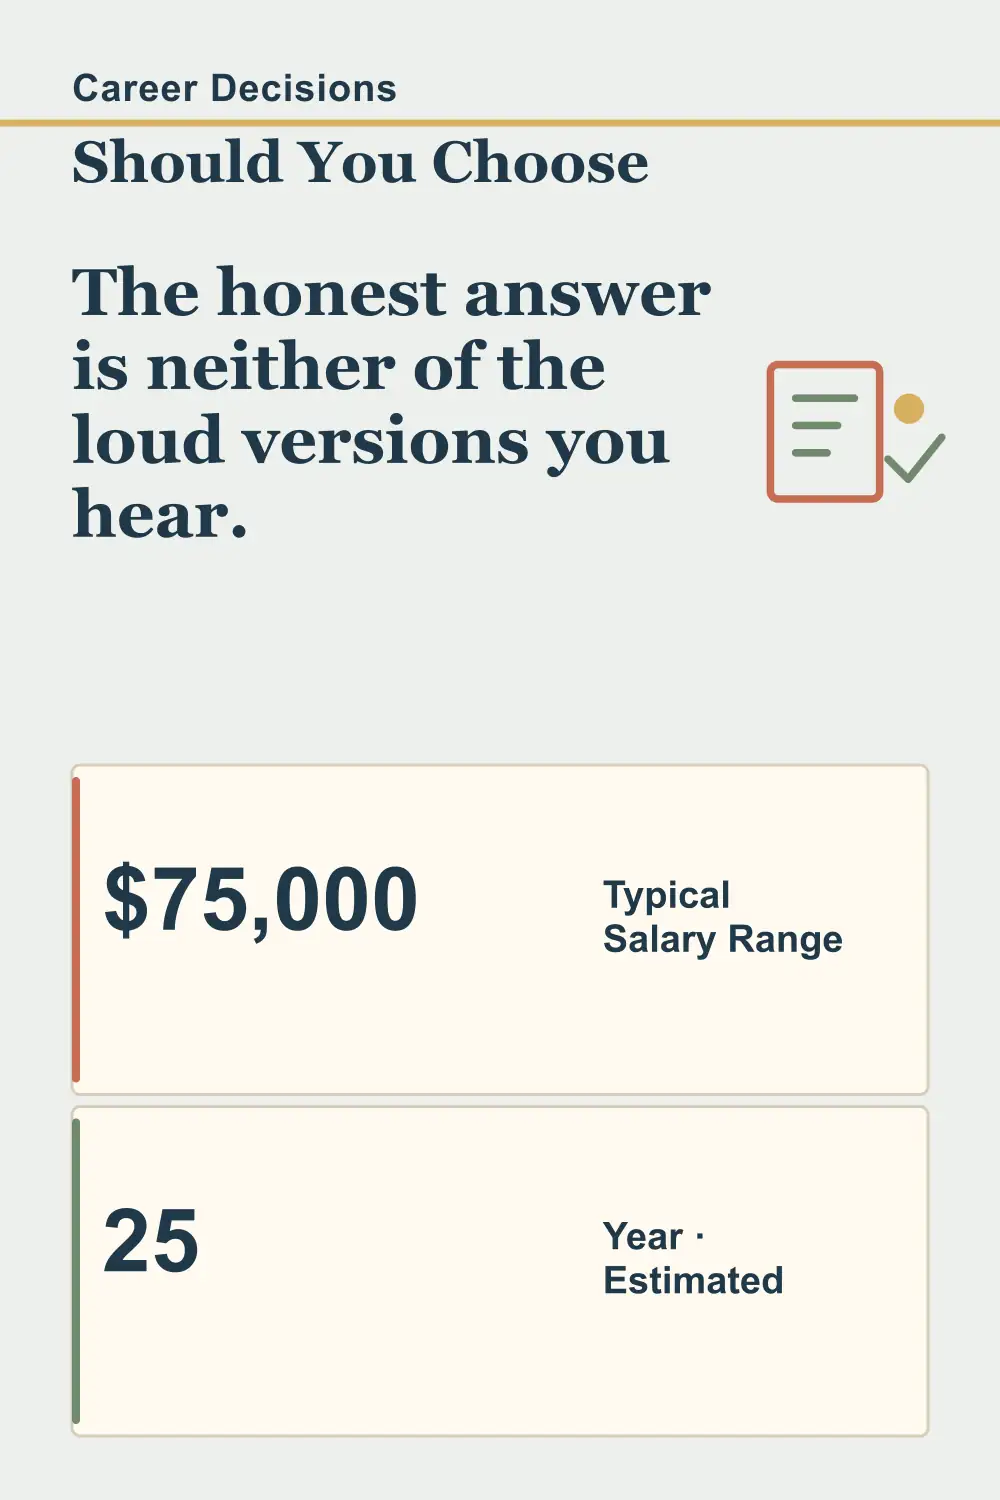 Career Decisions
Should You Choose
The honest answer
is neither of the
loud versions you
hear.
$75,000
Typical
Salary Range
25
Year ·
Estimated